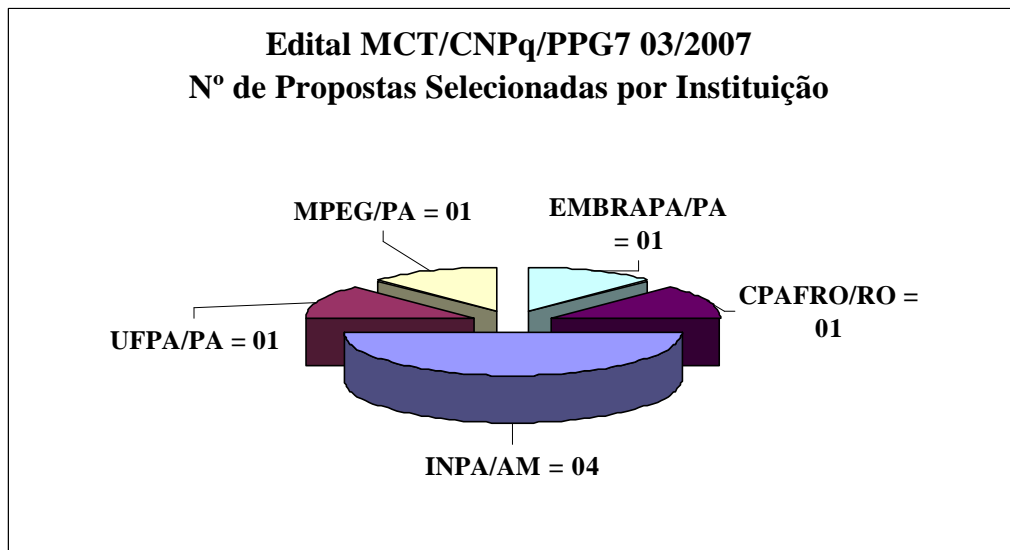 Edital MCT/CNPq/PPG7 03/2007
Nº de Propostas Selecionadas por Instituição
MPEG/PA = 01
EMBRAPA/PA
= 01
CPAFRO/RO =
01
UFPA/PA = 01
INPA/AM = 04